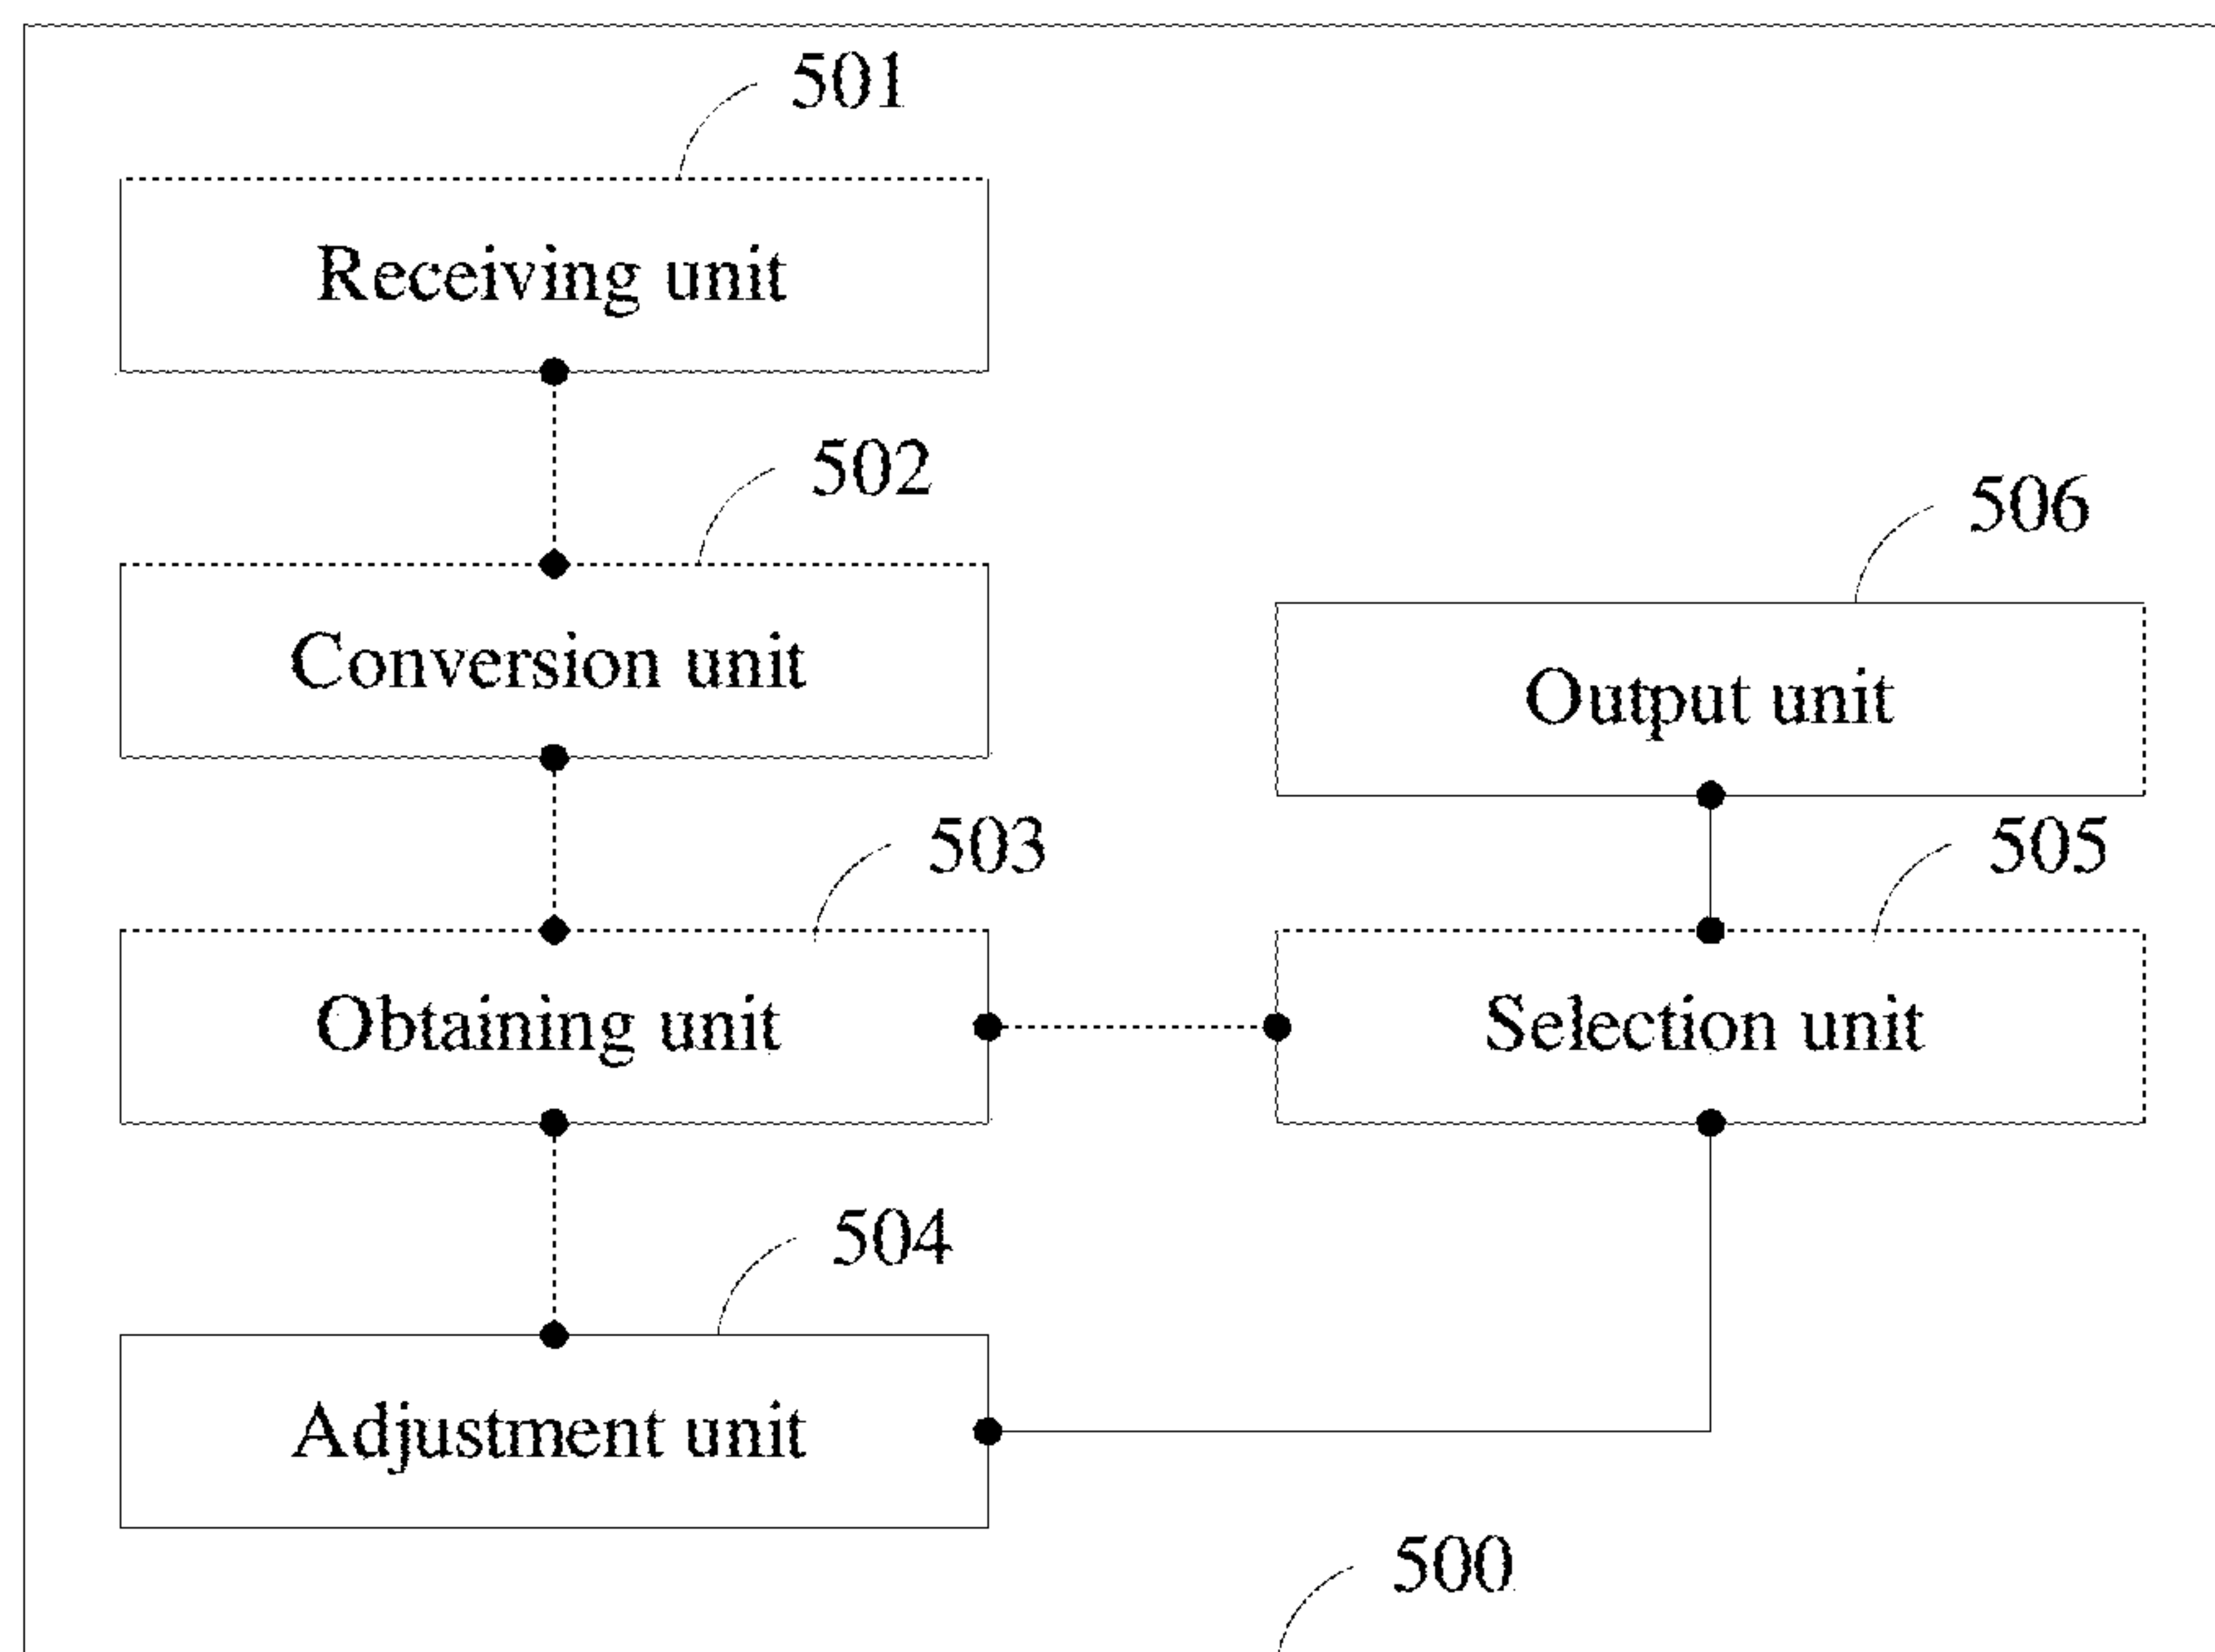 501
Receiving unit
502
Conversion unit
503
Obtaining unit
504
Adjustment unit
506
Output unit
505
Selection unit
500